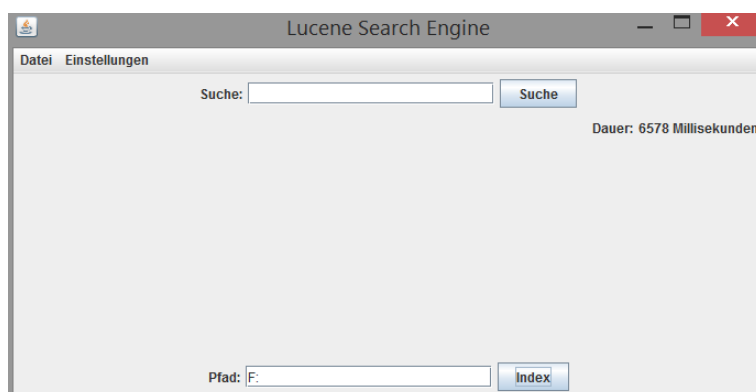 Lucene Search Engine
Datei Einstellungen
Suche: Suche
Dauer: 6578 Millisekunden
Pfad: F: Index